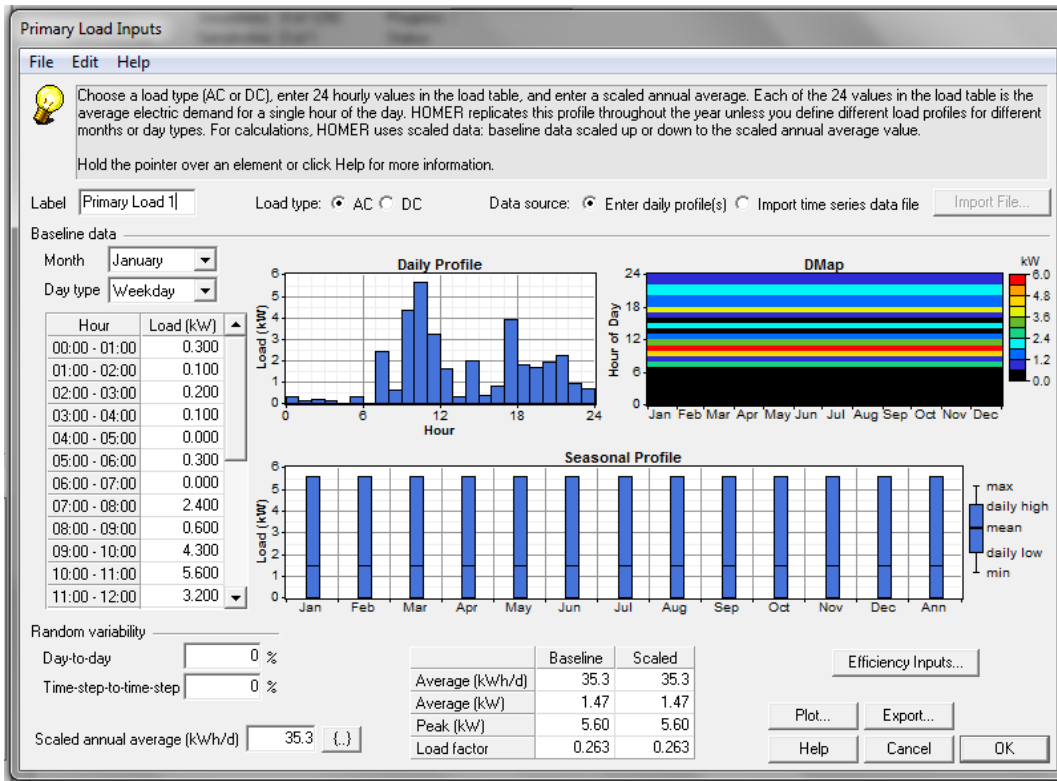 Primary Load Inputs
File Edit Help
Choose a load type (AC or DC), enter 24 hourly values in the load table, and enter a scaled annual average. Each of the 24 values in the load table is the
average electric demand for a single hour of the day. HOMER replicates this profile throughout the year unless you define different load profiles for different
months or day types. For calculations, HOMER uses scaled data: baseline data scaled up or down to the scaled annual average value.
Hold the pointer over an element or click Help for more information.
Label Primary Load 1 Load type: AC DC Data source: Enter daily profile(s) Import time series data file Import File...
Baseline data
Month January
Day type Weekday
Hour Load (kW)
00:00 - 01:00 0.300
01:00 - 02:00 0.100
02:00 - 03:00 0.200
03:00 - 04:00 0.100
04:00 - 05:00 0.000
05:00 - 06:00 0.300
06:00 - 07:00 0.000
07:00 - 08:00 2.400
08:00 - 09:00 0.600
09:00 - 10:00 4.300
10:00 - 11:00 5.600
11:00 - 12:00 3.200
Daily Profile
Load (kW)
6
5
4
3
2
1
0
0 6 12 18 24
Hour
DMap
Hour of Day
24
18
12
6
0
Jan Feb Mar Apr May Jun Jul Aug Sep Oct Nov Dec
kW
6.0
4.8
3.6
2.4
1.2
0.0
Seasonal Profile
Load (kW)
6
5
4
3
2
1
0
Jan Feb Mar Apr May Jun Jul Aug Sep Oct Nov Dec Ann
max
daily high
mean
daily low
min
Random variability
Day-to-day 0 %
Time-step-to-time-step 0 %
Scaled annual average (kWh/d) 35.3 {..}
Baseline Scaled
Average (kWh/d) 35.3 35.3
Average (kW) 1.47 1.47
Peak (kW) 5.60 5.60
Load factor 0.263 0.263
Efficiency Inputs...
Plot... Export...
Help Cancel OK